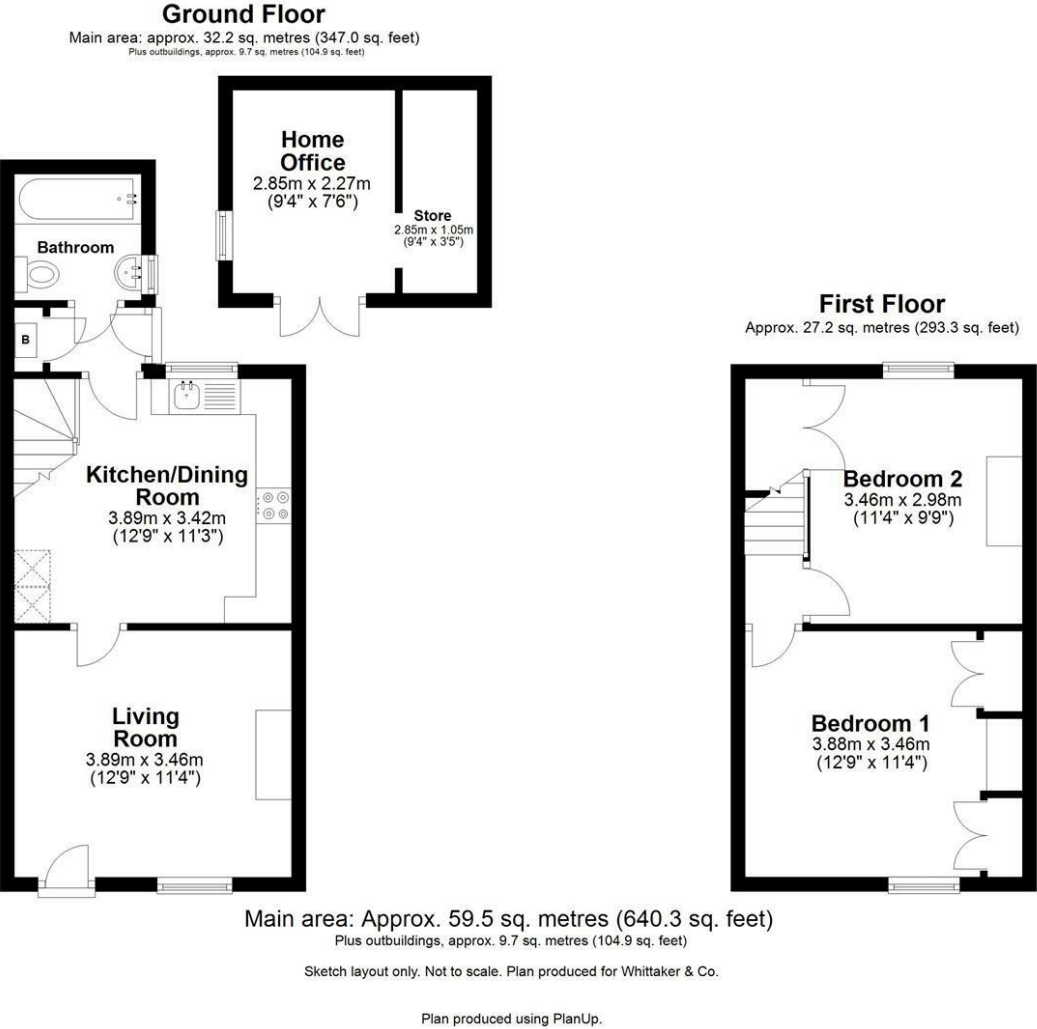 Ground Floor
Main area: approx. 32.2 sq. metres (347.0 sq. feet)
Plus outbuildings, approx. 9.7 sq. metres (104.9 sq. feet)
Home
Office
2.85m x 2.27m
(9'4" x 7'6")
Store
2.85m x 1.05m
(9'4" x 3'5")
Bathroom
B
Kitchen/Dining
Room
3.89m x 3.42m
(12'9" x 11'3")
Living
Room
3.89m x 3.46m
(12'9" x 11'4")
First Floor
Approx. 27.2 sq. metres (293.3 sq. feet)
Bedroom 2
3.46m x 2.98m
(11'4" x 9'9")
Bedroom 1
3.88m x 3.46m
(12'9" x 11'4")
Main area: Approx. 59.5 sq. metres (640.3 sq. feet)
Plus outbuildings, approx. 9.7 sq. metres (104.9 sq. feet)
Sketch layout only. Not to scale. Plan produced for Whittaker & Co.
Plan produced using PlanUp.